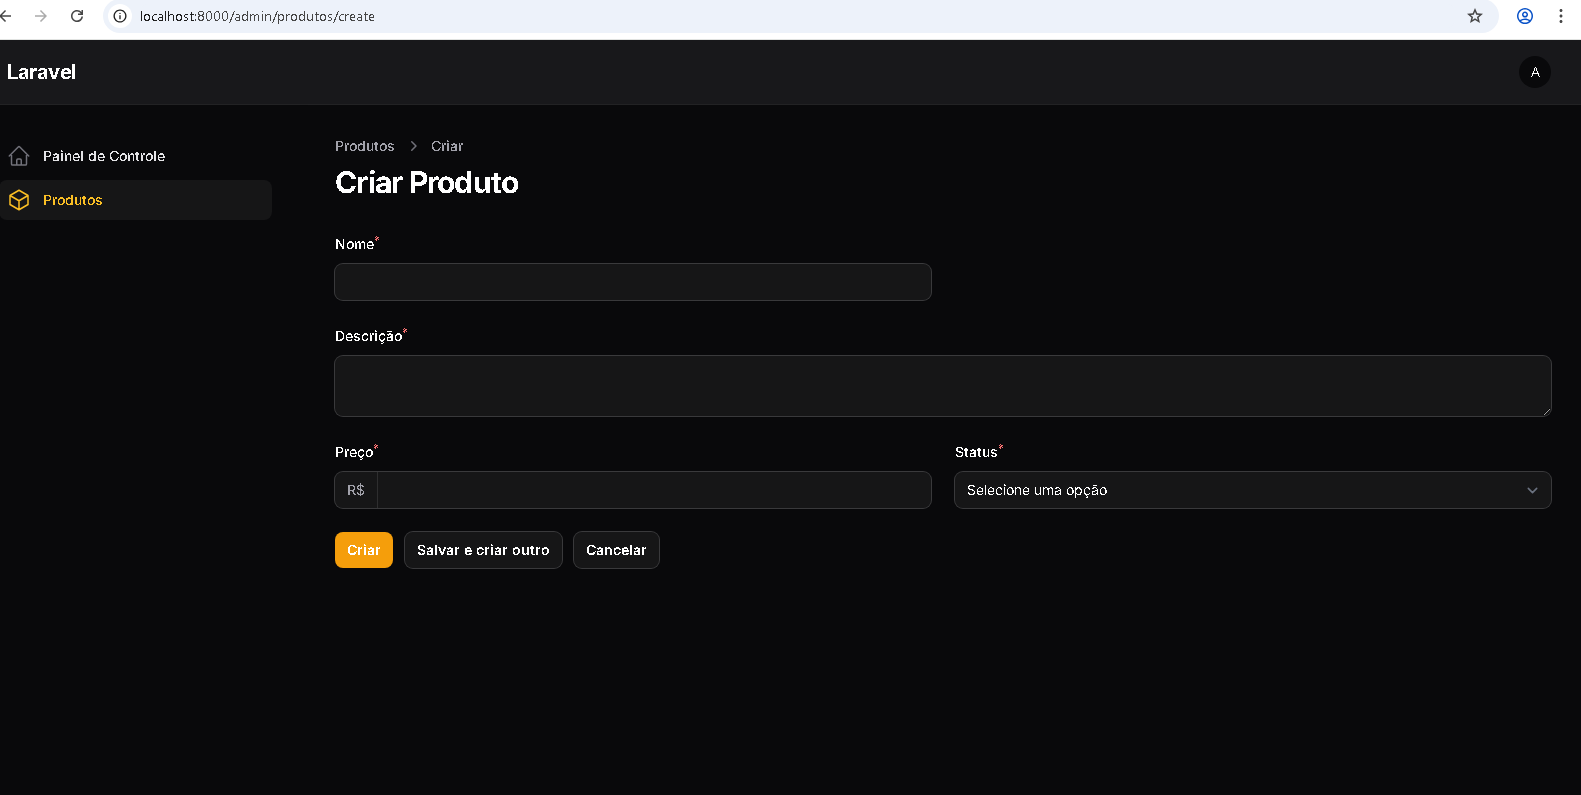 localhost:8000/admin/produtos/create
Laravel
A
Painel de Controle
Produtos
Produtos > Criar
Criar Produto
Nome*
Descrição*
Preço*
Status*
R$
Selecione uma opção
Criar
Salvar e criar outro
Cancelar